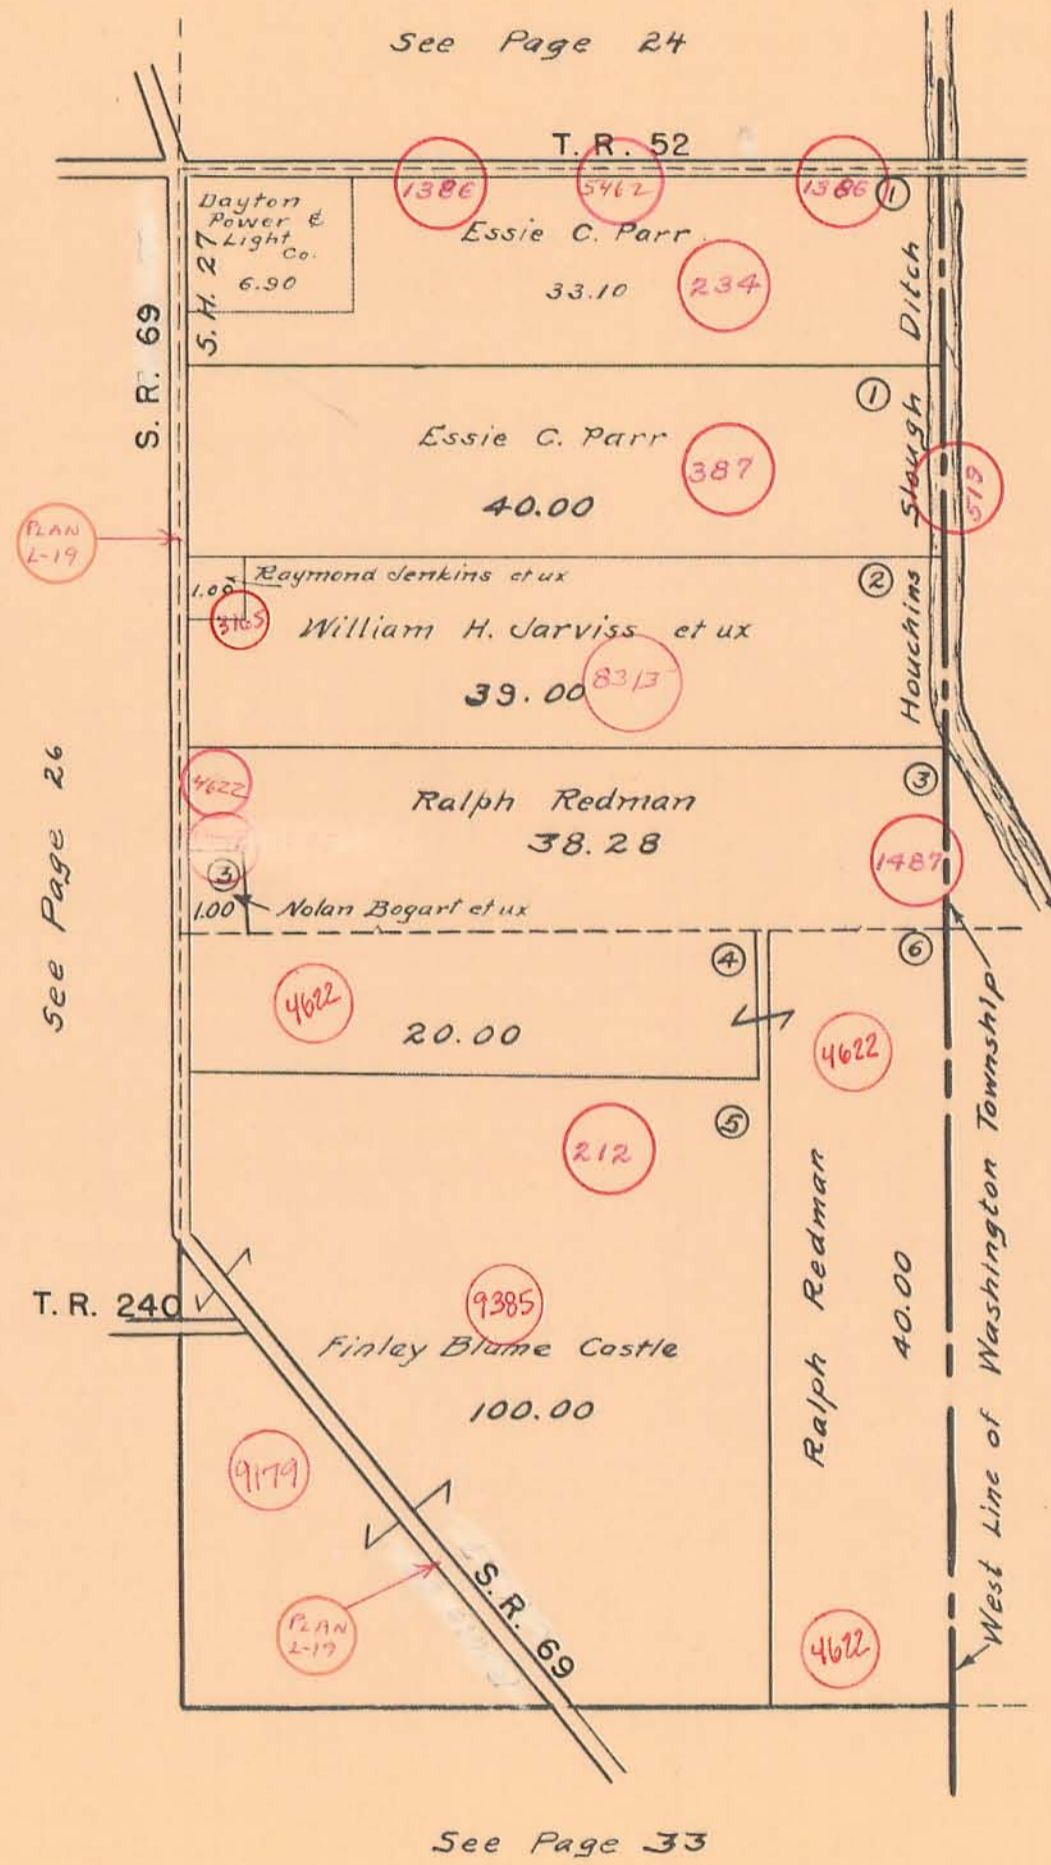 See Page 24
T. R. 52
1386
5462
1386
1
Dayton
Power &
Light
Co.
6.90
S. H. 27
S. R. 69
Essie C. Parr
33.10
234
Houchins Slough Ditch
1
Essie C. Parr
387
40.00
519
PLAN
L-19
1.00
Raymond Jenkins et ux
2
3165
William H. Jarviss et ux
39.00
8313
See Page 26
4622
3
Ralph Redman
38.28
1487
3
1.00
Nolan Bogart et ux
4
6
4622
20.00
4622
5
212
Ralph Redman
40.00
West Line of Washington Township
T. R. 240
9385
Finley Blume Castle
100.00
9179
S. R. 69
PLAN
L-19
4622
See Page 33